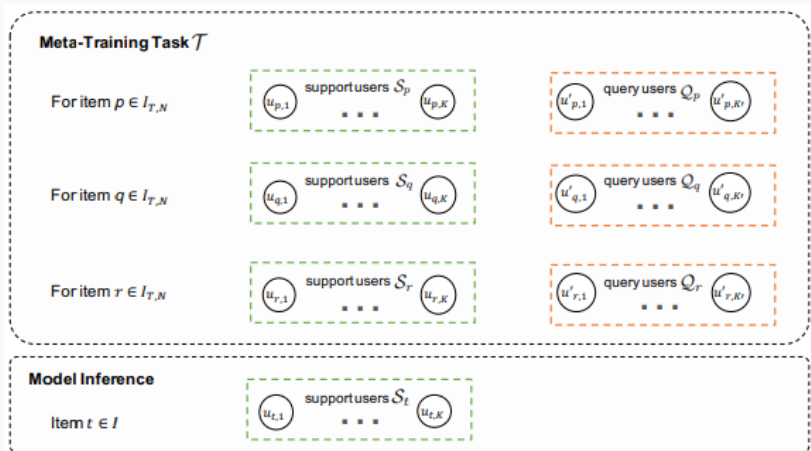 Meta-Training Task 𝒯
For item p ∈ I_{T,N}
support users 𝒮_p
u_{p,1} ... u_{p,K}
query users 𝒬_p
u'_{p,1} ... u'_{p,K'}
For item q ∈ I_{T,N}
support users 𝒮_q
u_{q,1} ... u_{q,K}
query users 𝒬_q
u'_{q,1} ... u'_{q,K'}
For item r ∈ I_{T,N}
support users 𝒮_r
u_{r,1} ... u_{r,K}
query users 𝒬_r
u'_{r,1} ... u'_{r,K'}
Model Inference
Item t ∈ I
support users 𝒮_t
u_{t,1} ... u_{t,K}